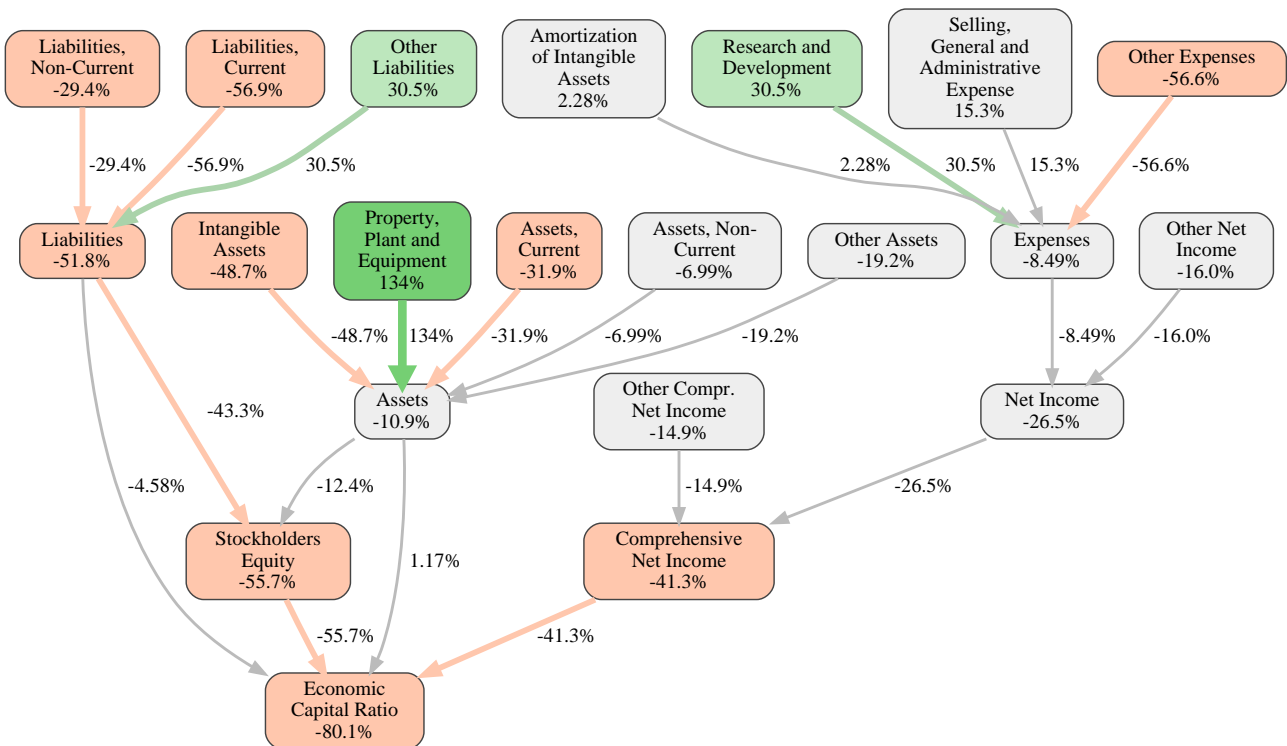 Liabilities,
Non-Current
-29.4%
Liabilities,
Current
-56.9%
Other
Liabilities
30.5%
Amortization
of Intangible
Assets
2.28%
Research and
Development
30.5%
Selling,
General and
Administrative
Expense
15.3%
Other Expenses
-56.6%
-29.4%
-56.9%
30.5%
2.28%
30.5%
15.3%
-56.6%
Liabilities
-51.8%
Intangible
Assets
-48.7%
Property,
Plant and
Equipment
134%
Assets,
Current
-31.9%
Assets, Non-
Current
-6.99%
Other Assets
-19.2%
Expenses
-8.49%
Other Net
Income
-16.0%
-48.7%
134%
-31.9%
-6.99%
-19.2%
-8.49%
-16.0%
-43.3%
Assets
-10.9%
Other Compr.
Net Income
-14.9%
Net Income
-26.5%
-4.58%
-12.4%
-14.9%
-26.5%
Stockholders
Equity
-55.7%
1.17%
Comprehensive
Net Income
-41.3%
-55.7%
-41.3%
Economic
Capital Ratio
-80.1%